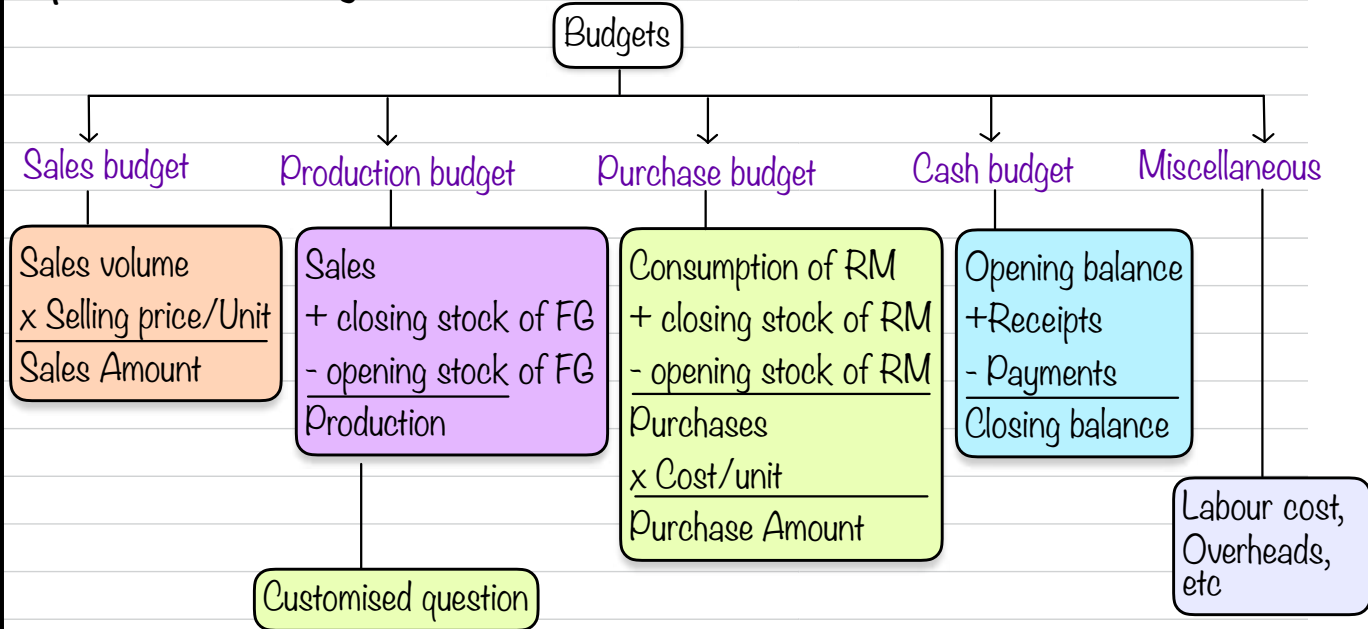 Budgets
Sales budget
Production budget
Purchase budget
Cash budget
Miscellaneous
Sales volume
x Selling price/Unit
Sales Amount
Sales
+ closing stock of FG
- opening stock of FG
Production
Consumption of RM
+ closing stock of RM
- opening stock of RM
Purchases
x Cost/unit
Purchase Amount
Opening balance
+Receipts
- Payments
Closing balance
Labour cost,
Overheads,
etc
Customised question